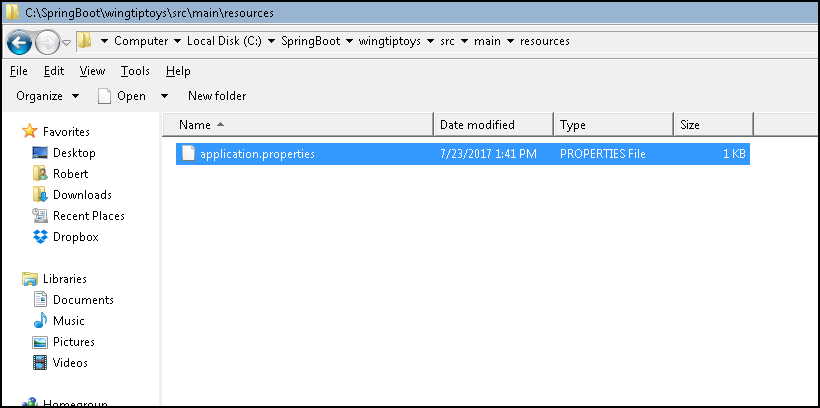 C:\SpringBoot\wingtiptoys\src\main\resources
Computer Local Disk (C:) SpringBoot wingtiptoys src main resources
File Edit View Tools Help
Organize Open New folder
Name Date modified Type Size
application.properties 7/23/2017 1:41 PM PROPERTIES File 1 KB
Favorites
Desktop
Robert
Downloads
Recent Places
Dropbox
Libraries
Documents
Music
Pictures
Videos
Homegroup